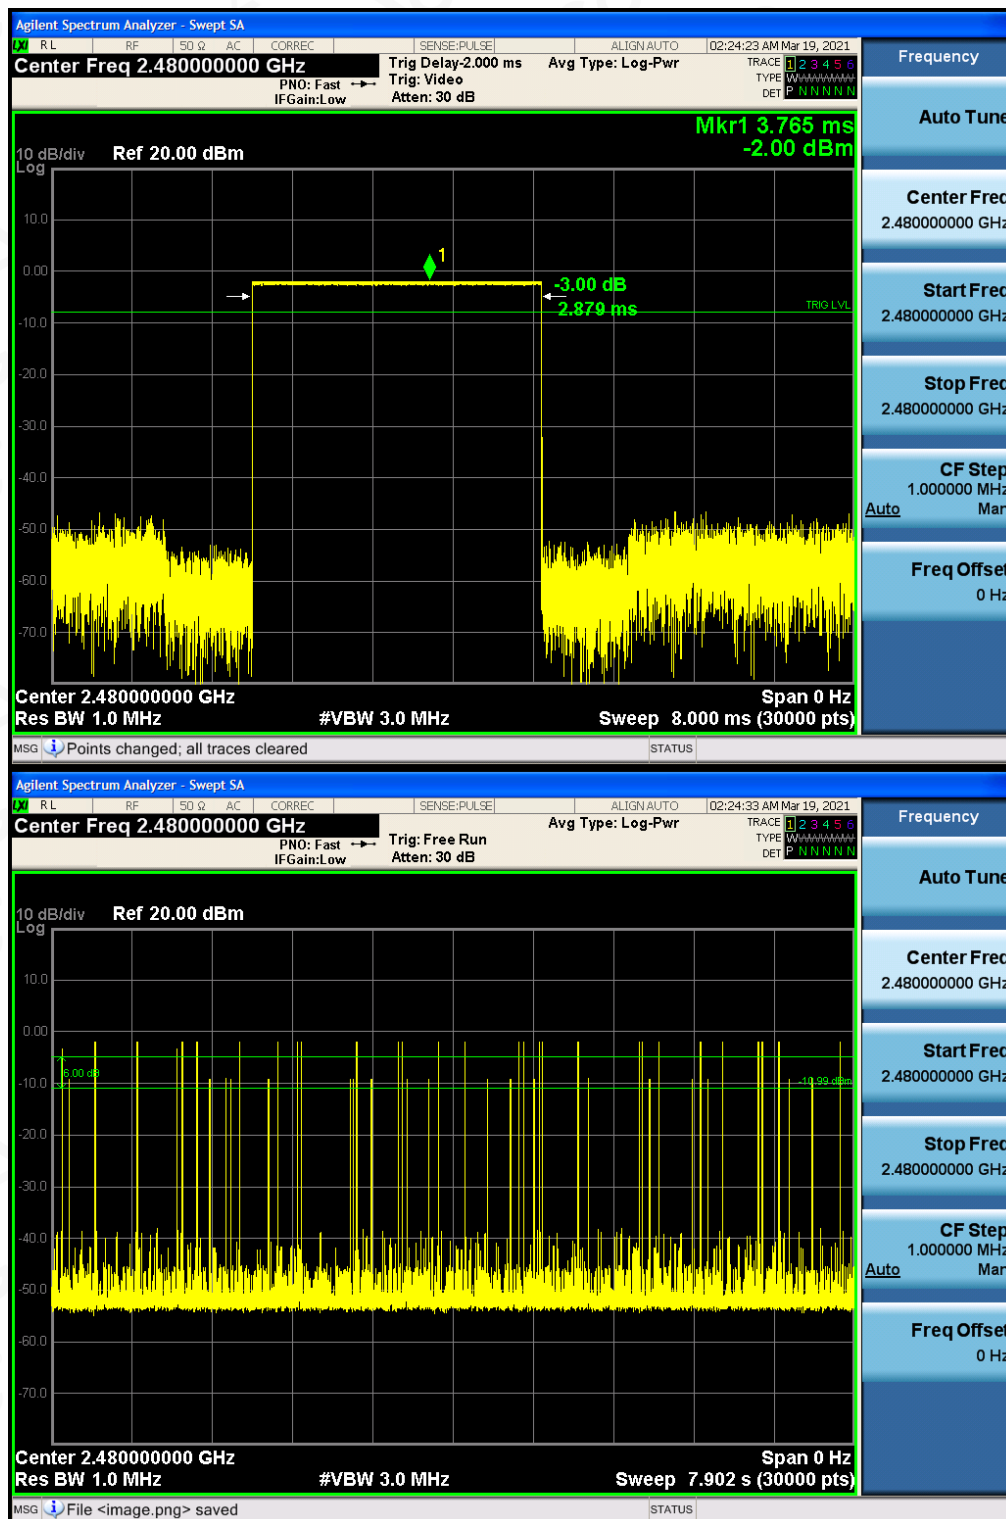 Agilent Spectrum Analyzer - Swept SA
LXI RL RF 50 Ω AC CORREC SENSE:PULSE ALIGN AUTO 02:24:23 AM Mar 19, 2021
Center Freq 2.480000000 GHz
PNO: Fast
IFGain:Low
Trig Delay-2.000 ms
Trig: Video
Atten: 30 dB
Avg Type: Log-Pwr
TRACE 1 2 3 4 5 6
TYPE
DET P N N N N N
Mkr1 3.765 ms
-2.00 dBm
10 dB/div Ref 20.00 dBm
Log
10.0
1
0.00
-3.00 dB
2.879 ms
TRIG LVL
-10.0
-20.0
-30.0
-40.0
-50.0
-60.0
-70.0
Center 2.480000000 GHz Span 0 Hz
Res BW 1.0 MHz #VBW 3.0 MHz Sweep 8.000 ms (30000 pts)
MSG Points changed; all traces cleared STATUS
Frequency
Auto Tune
Center Freq
2.480000000 GHz
Start Freq
2.480000000 GHz
Stop Freq
2.480000000 GHz
CF Step
1.000000 MHz
Auto Man
Freq Offset
0 Hz
Agilent Spectrum Analyzer - Swept SA
LXI RL RF 50 Ω AC CORREC SENSE:PULSE ALIGN AUTO 02:24:33 AM Mar 19, 2021
Center Freq 2.480000000 GHz
PNO: Fast
IFGain:Low
Trig: Free Run
Atten: 30 dB
Avg Type: Log-Pwr
TRACE 1 2 3 4 5 6
TYPE
DET P N N N N N
10 dB/div Ref 20.00 dBm
Log
10.0
0.00
6.00 dB
-10.99 dBm
-10.0
-20.0
-30.0
-40.0
-50.0
-60.0
-70.0
Center 2.480000000 GHz Span 0 Hz
Res BW 1.0 MHz #VBW 3.0 MHz Sweep 7.902 s (30000 pts)
MSG File <image.png> saved STATUS
Frequency
Auto Tune
Center Freq
2.480000000 GHz
Start Freq
2.480000000 GHz
Stop Freq
2.480000000 GHz
CF Step
1.000000 MHz
Auto Man
Freq Offset
0 Hz